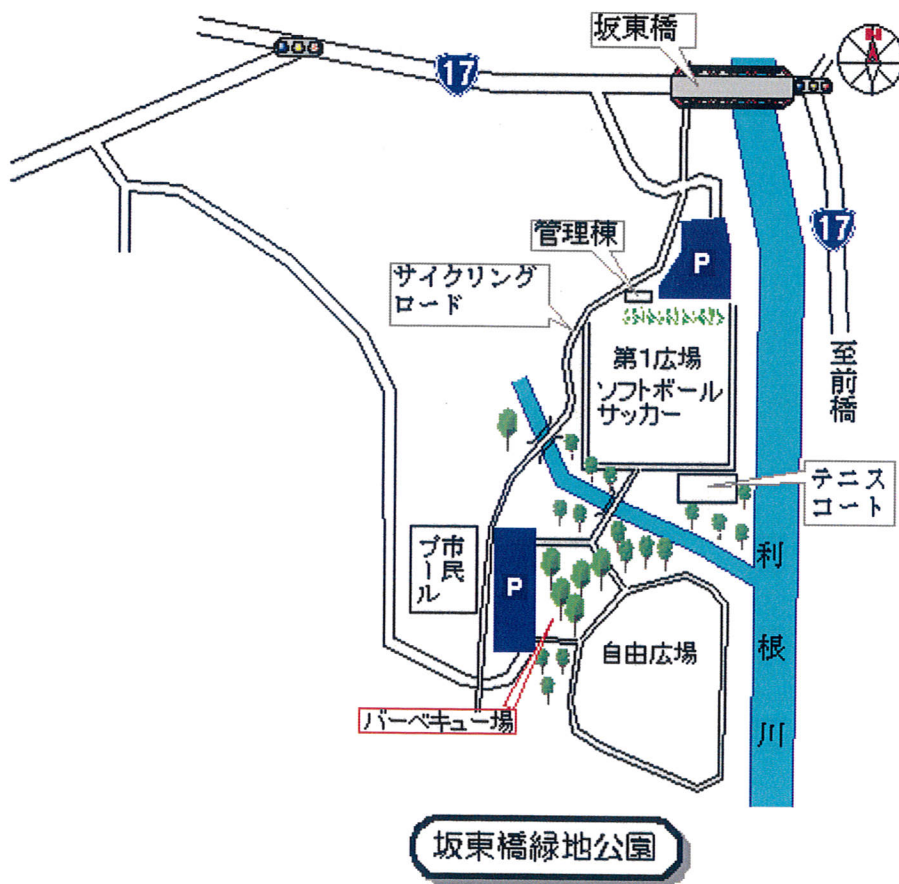 坂東橋
N
17
17
管理棟
P
サイクリング
ロード
第1広場
ソフトボール
サッカー
至前橋
テニス
コート
市民
プール
P
利根川
自由広場
バーベキュー場
坂東橋緑地公園